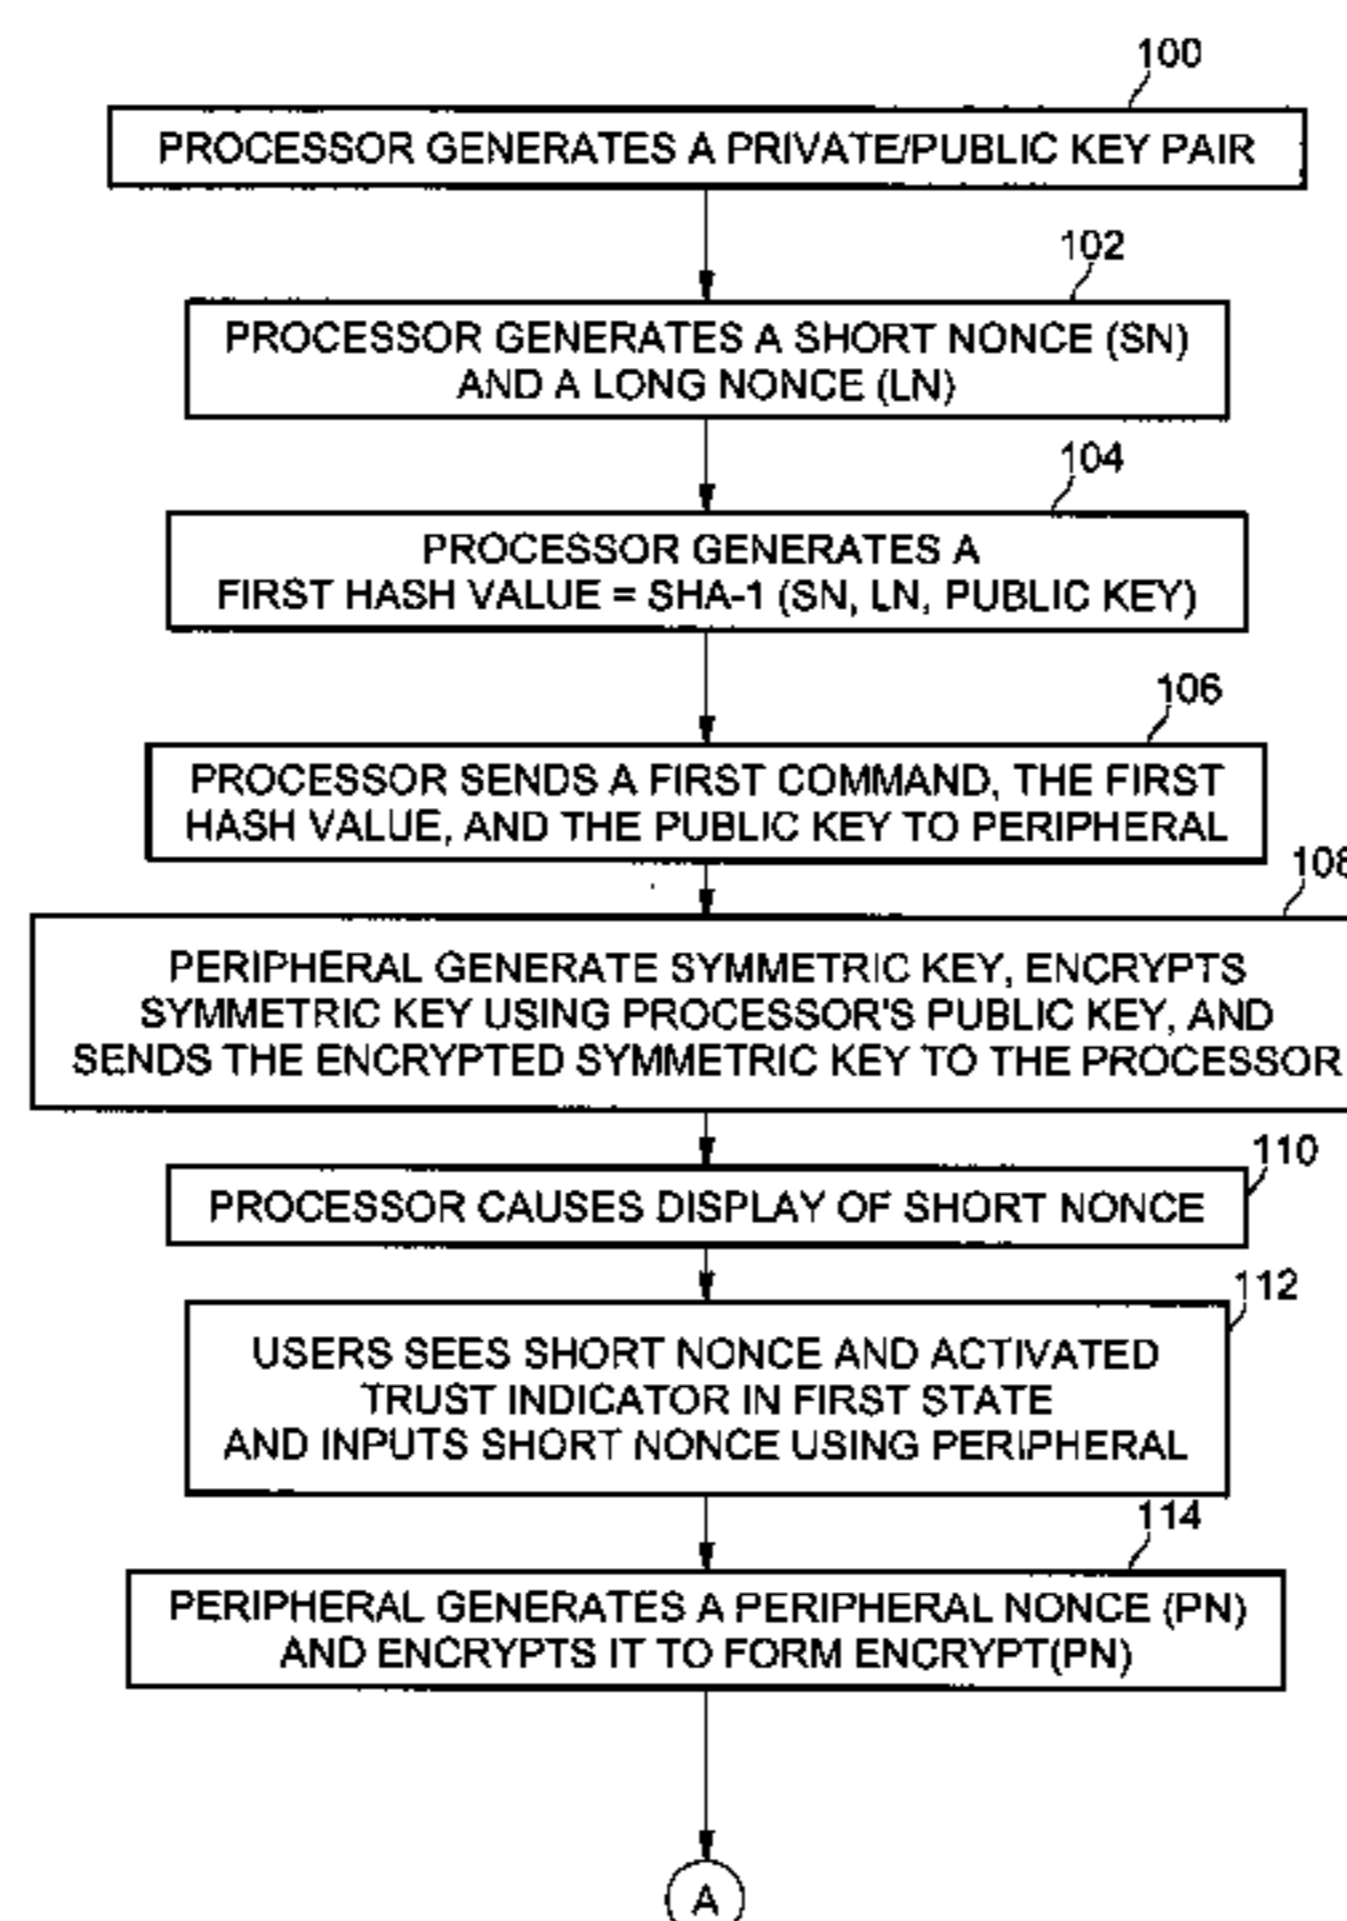 100
PROCESSOR GENERATES A PRIVATE/PUBLIC KEY PAIR
102
PROCESSOR GENERATES A SHORT NONCE (SN)
AND A LONG NONCE (LN)
104
PROCESSOR GENERATES A
FIRST HASH VALUE = SHA-1 (SN, LN, PUBLIC KEY)
106
PROCESSOR SENDS A FIRST COMMAND, THE FIRST
HASH VALUE, AND THE PUBLIC KEY TO PERIPHERAL
108
PERIPHERAL GENERATE SYMMETRIC KEY, ENCRYPTS
SYMMETRIC KEY USING PROCESSOR'S PUBLIC KEY, AND
SENDS THE ENCRYPTED SYMMETRIC KEY TO THE PROCESSOR
110
PROCESSOR CAUSES DISPLAY OF SHORT NONCE
112
USERS SEES SHORT NONCE AND ACTIVATED
TRUST INDICATOR IN FIRST STATE
AND INPUTS SHORT NONCE USING PERIPHERAL
114
PERIPHERAL GENERATES A PERIPHERAL NONCE (PN)
AND ENCRYPTS IT TO FORM ENCRYPT(PN)
A